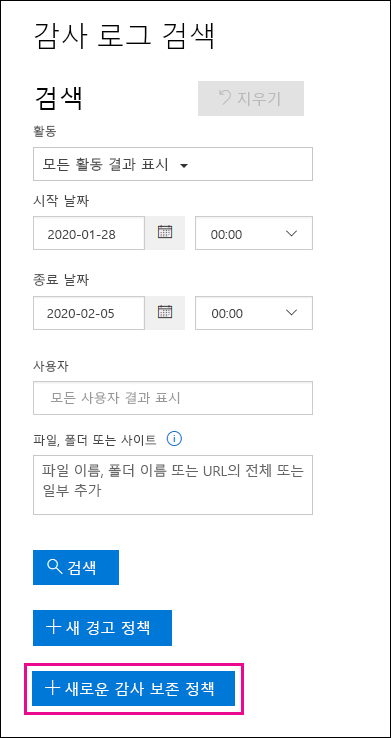 감사 로그 검색
검색
지우기
활동
모든 활동 결과 표시
시작 날짜
2020-01-28
00:00
종료 날짜
2020-02-05
00:00
사용자
모든 사용자 결과 표시
파일, 폴더 또는 사이트
파일 이름, 폴더 이름 또는 URL의 전체 또는
일부 추가
검색
새 경고 정책
새로운 감사 보존 정책